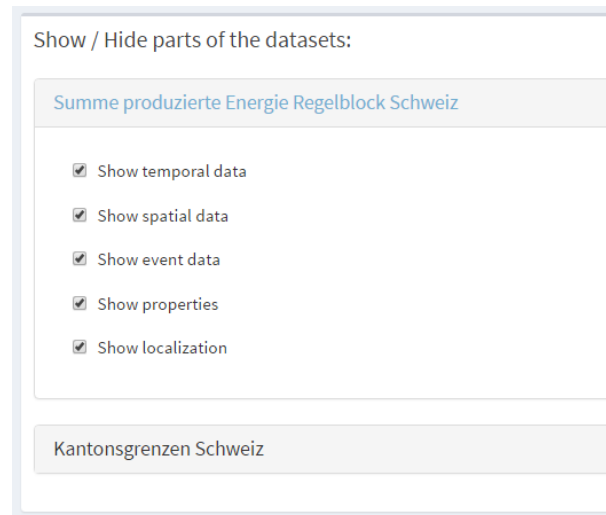 Show / Hide parts of the datasets:
Summe produzierte Energie Regelblock Schweiz
Show temporal data
Show spatial data
Show event data
Show properties
Show localization
Kantonsgrenzen Schweiz